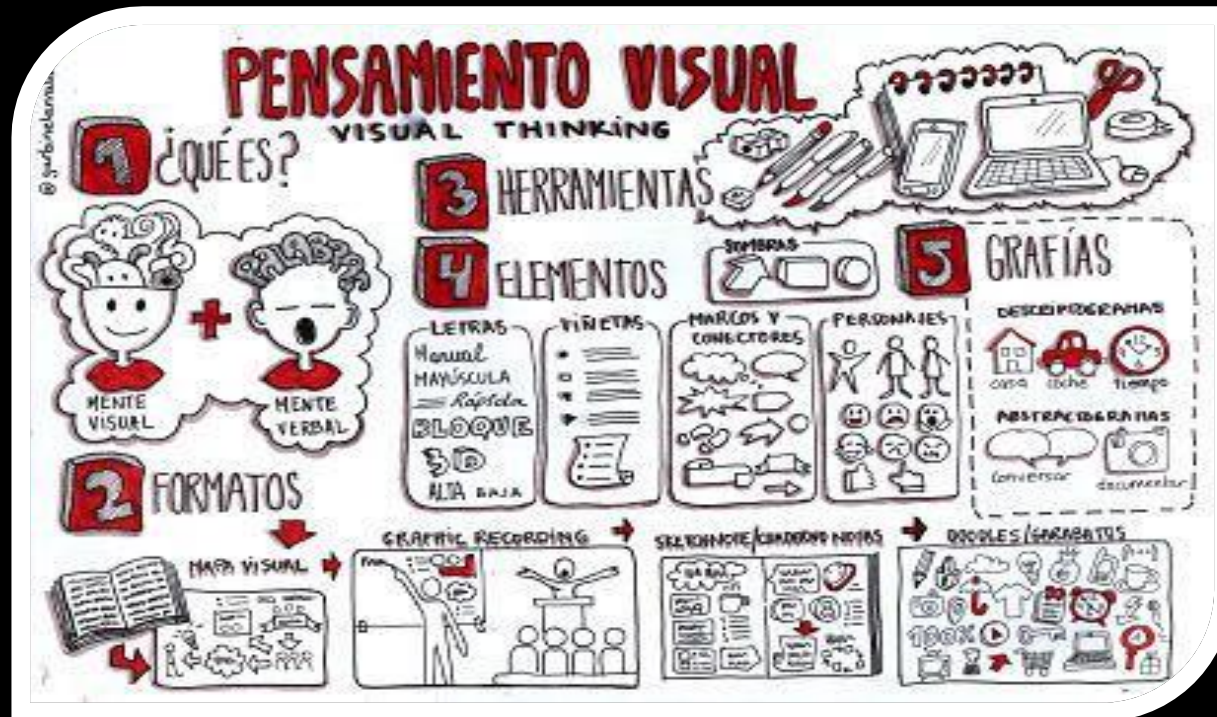 PENSAMIENTO VISUAL
VISUAL THINKING
1 ¿QUÉ ES?
MENTE VISUAL
MENTE VERBAL
PALABRAS
2 FORMATOS
MAPA VISUAL
GRAPHIC RECORDING
SKETCHNOTE/CUADERNO NOTAS
DOODLES/GARABATOS
100%
3 HERRAMIENTAS
4 ELEMENTOS
LETRAS
Manual
MAYÚSCULA
Rápida
BLOQUE
3D
ALTA BAJA
VIÑETAS
MARCOS Y
CONECTORES
PERSONAJES
SOMBRAS
5 GRAFÍAS
casa coche tiempo
conversar documentar